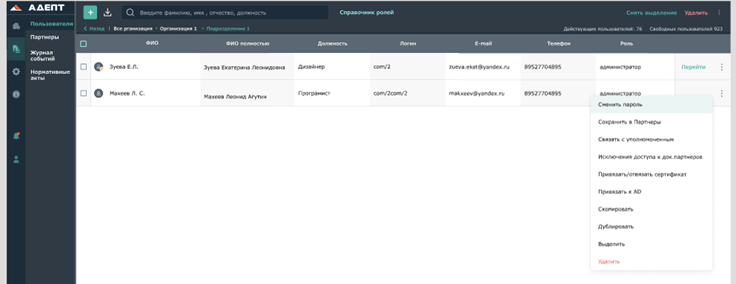 АДЕПТ
Введите фамилию, имя , отчество, должность
Справочник ролей
Снять выделение
Удалить
Пользователи
Партнеры
Журнал событий
Нормативные акты
< Назад / Все организация - Организация 1 - Подразделение 1
Действующих пользователей: 76 Свободных пользователей 923
ФИО ФИО полностью Должность Логин E-mail Телефон Роль
Зуева Е.Л. Зуева Екатерина Леонидовна Дизайнер com/2 zueva.ekat@yandex.ru 89527704895 администратор Перейти
Макеев Л. С. Макеев Леонид Агутин Програмист com/2com/2 makxeev@yandex.ru 89527704895 администратор
Сменить пароль
Сохранить в Партнеры
Связать с уполномоченным
Исключения доступа к док.партнеров
Привязать/отвязать сертификат
Привязать к AD
Скопировать
Дублировать
Выделить
Удалить